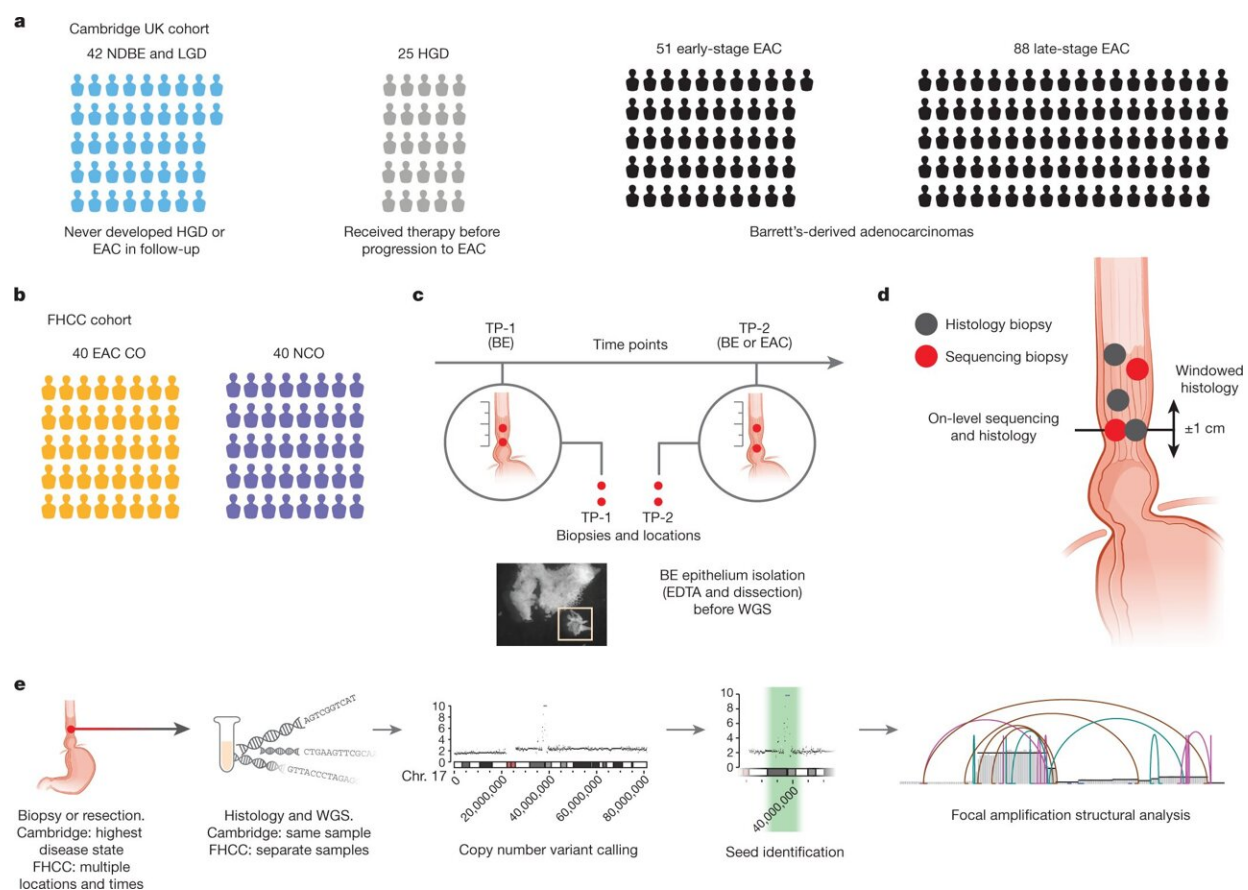 a
Cambridge UK cohort
42 NDBE and LGD
25 HGD
51 early-stage EAC
88 late-stage EAC
Never developed HGD or
EAC in follow-up
Received therapy before
progression to EAC
Barrett's-derived adenocarcinomas
b
FHCC cohort
40 EAC CO
40 NCO
c
TP-1
(BE)
Time points
TP-2
(BE or EAC)
TP-1
TP-2
Biopsies and locations
BE epithelium isolation
(EDTA and dissection)
before WGS
d
Histology biopsy
Sequencing biopsy
Windowed
histology
On-level sequencing
and histology
±1 cm
e
Biopsy or resection.
Cambridge: highest
disease state
FHCC: multiple
locations and times
AGTCGGTCAT
CTGAAGTTCGCA
GTTACCCTAGAG
Histology and WGS.
Cambridge: same sample
FHCC: separate samples
10
8
6
4
2
0
Chr. 17
0
20,000,000
40,000,000
60,000,000
80,000,000
Copy number variant calling
10
8
6
4
2
0
40,000,000
Seed identification
Focal amplification structural analysis